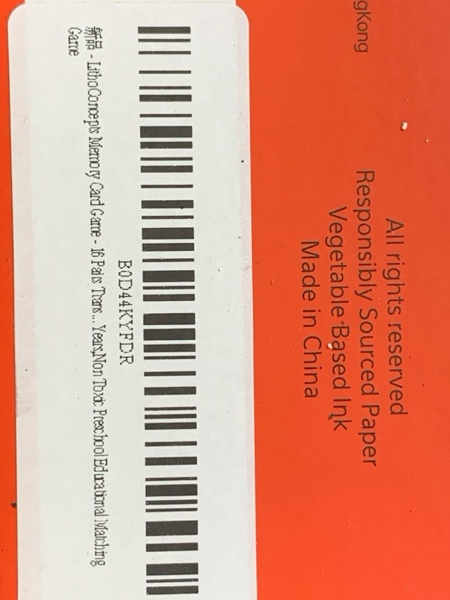 gKong
All rights reserved
Responsibly Sourced Paper
Vegetable-Based Ink
Made in China
B0D44KYFDR
新品 - LithoConcepts Memory Card Game - 16 Pairs Trans... Years,Non Toxic Preschool Educational Matching
Game